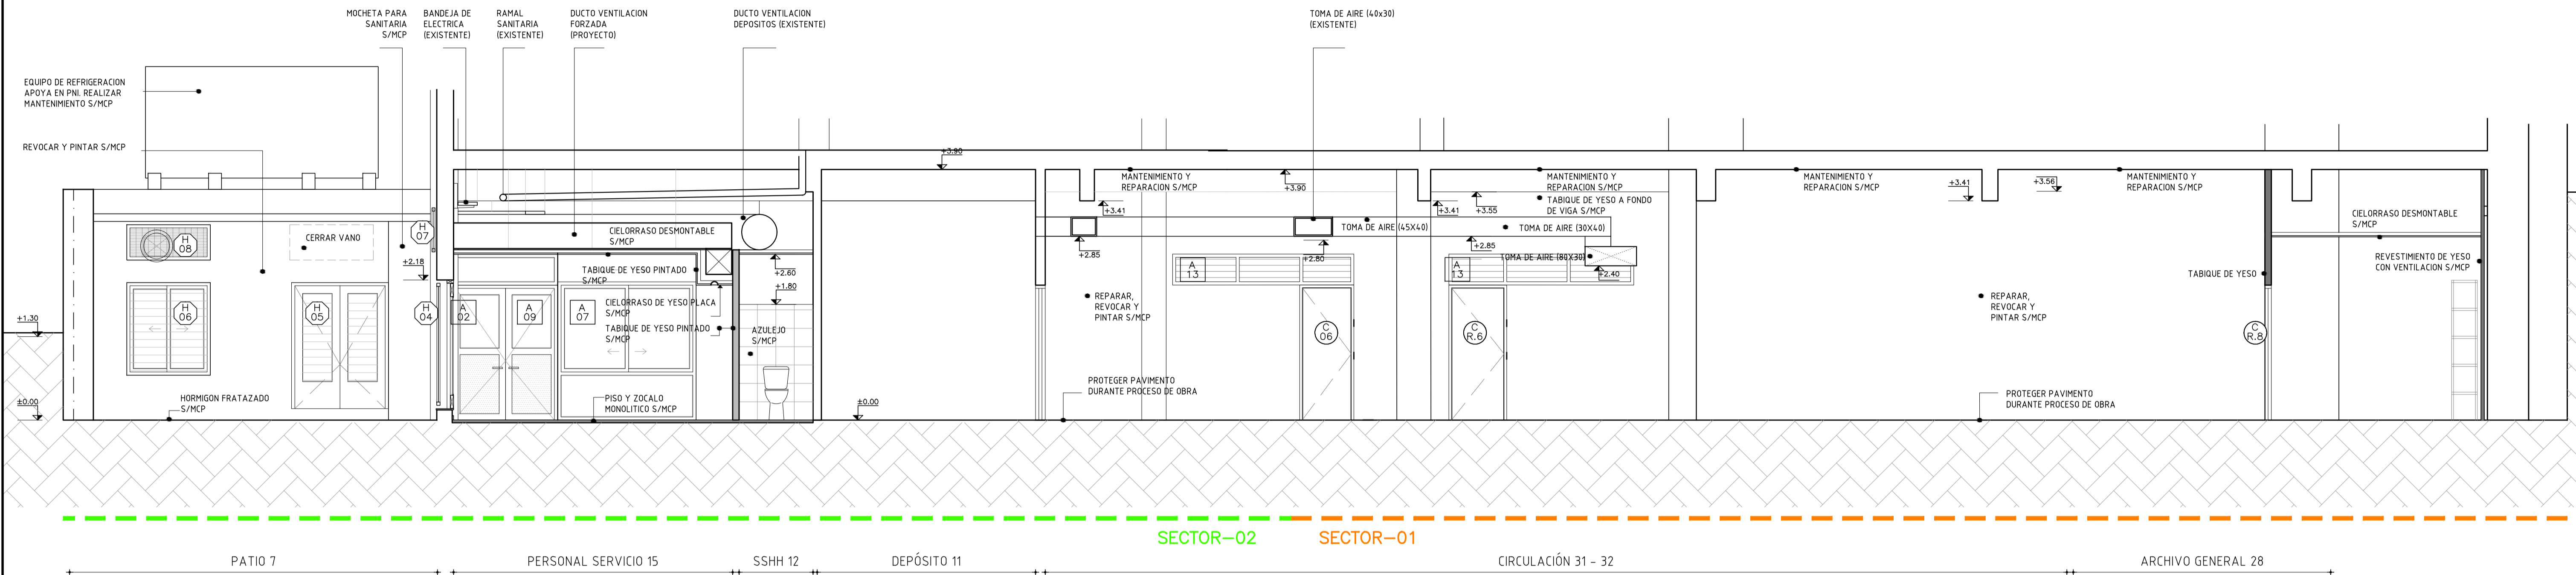 MOCHETA PARA
SANITARIA
S/MCP
BANDEJA DE
ELECTRICA
(EXISTENTE)
RAMAL
SANITARIA
(EXISTENTE)
DUCTO VENTILACION
FORZADA
(PROYECTO)
DUCTO VENTILACION
DEPOSITOS (EXISTENTE)
TOMA DE AIRE (40x30)
(EXISTENTE)
EQUIPO DE REFRIGERACION
APOYA EN PNI. REALIZAR
MANTENIMIENTO S/MCP
REVOCAR Y PINTAR S/MCP
+3.90
MANTENIMIENTO Y
REPARACION S/MCP
+3.90
MANTENIMIENTO Y
REPARACION S/MCP
MANTENIMIENTO Y
REPARACION S/MCP
MANTENIMIENTO Y
REPARACION S/MCP
+3.41
+3.56
+3.41
+3.41
+3.55
TABIQUE DE YESO A FONDO
DE VIGA S/MCP
CIELORRASO DESMONTABLE
S/MCP
H
08
CERRAR VANO
H
07
CIELORRASO DESMONTABLE
S/MCP
TOMA DE AIRE (45X40)
TOMA DE AIRE (30X40)
+2.85
+2.80
+2.85
TOMA DE AIRE (80X30)
+2.40
+2.18
TABIQUE DE YESO PINTADO
S/MCP
+2.60
+1.80
A
13
A
13
TABIQUE DE YESO
REVESTIMIENTO DE YESO
CON VENTILACION S/MCP
+1.30
H
06
H
05
H
04
A
02
A
09
A
07
CIELORRASO DE YESO PLACA
S/MCP
TABIQUE DE YESO PINTADO
S/MCP
AZULEJO
S/MCP
REPARAR,
REVOCAR Y
PINTAR S/MCP
C
06
C
R.6
REPARAR,
REVOCAR Y
PINTAR S/MCP
C
R.8
±0.00
HORMIGON FRATAZADO
S/MCP
PISO Y ZOCALO
MONOLITICO S/MCP
±0.00
PROTEGER PAVIMENTO
DURANTE PROCESO DE OBRA
PROTEGER PAVIMENTO
DURANTE PROCESO DE OBRA
SECTOR-02
SECTOR-01
PATIO 7
PERSONAL SERVICIO 15
SSHH 12
DEPÓSITO 11
CIRCULACIÓN 31 - 32
ARCHIVO GENERAL 28